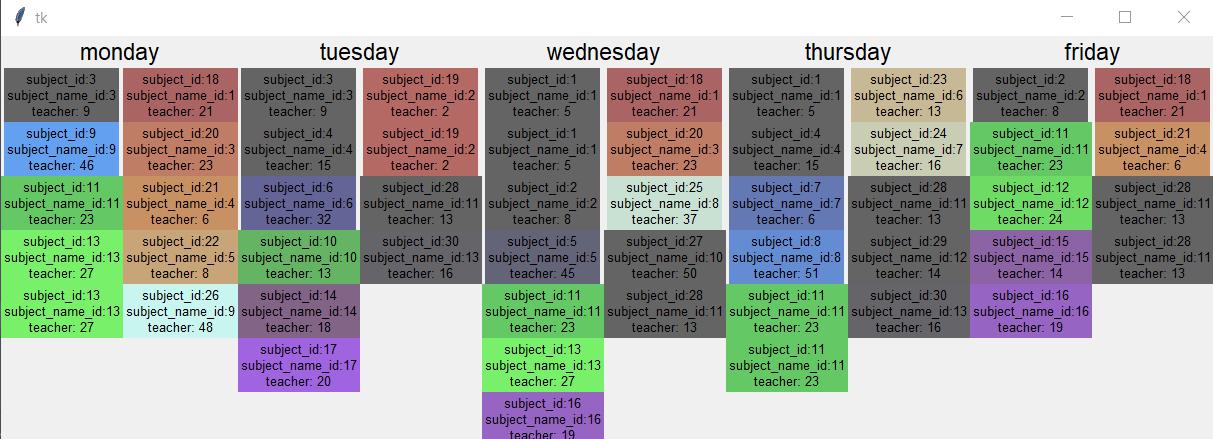 tk
monday
subject_id:3
subject_name_id:3
teacher: 9
subject_id:9
subject_name_id:9
teacher: 46
subject_id:11
subject_name_id:11
teacher: 23
subject_id:13
subject_name_id:13
teacher: 27
subject_id:13
subject_name_id:13
teacher: 27
subject_id:18
subject_name_id:1
teacher: 21
subject_id:20
subject_name_id:3
teacher: 23
subject_id:21
subject_name_id:4
teacher: 6
subject_id:22
subject_name_id:5
teacher: 8
subject_id:26
subject_name_id:9
teacher: 48
tuesday
subject_id:3
subject_name_id:3
teacher: 9
subject_id:4
subject_name_id:4
teacher: 15
subject_id:6
subject_name_id:6
teacher: 32
subject_id:10
subject_name_id:10
teacher: 13
subject_id:14
subject_name_id:14
teacher: 18
subject_id:17
subject_name_id:17
teacher: 20
subject_id:19
subject_name_id:2
teacher: 2
subject_id:19
subject_name_id:2
teacher: 2
subject_id:28
subject_name_id:11
teacher: 13
subject_id:30
subject_name_id:13
teacher: 16
wednesday
subject_id:1
subject_name_id:1
teacher: 5
subject_id:1
subject_name_id:1
teacher: 5
subject_id:2
subject_name_id:2
teacher: 8
subject_id:5
subject_name_id:5
teacher: 45
subject_id:11
subject_name_id:11
teacher: 23
subject_id:13
subject_name_id:13
teacher: 27
subject_id:16
subject_name_id:16
teacher: 19
subject_id:18
subject_name_id:1
teacher: 21
subject_id:20
subject_name_id:3
teacher: 23
subject_id:25
subject_name_id:8
teacher: 37
subject_id:27
subject_name_id:10
teacher: 50
subject_id:28
subject_name_id:11
teacher: 13
thursday
subject_id:1
subject_name_id:1
teacher: 5
subject_id:4
subject_name_id:4
teacher: 15
subject_id:7
subject_name_id:7
teacher: 6
subject_id:8
subject_name_id:8
teacher: 51
subject_id:11
subject_name_id:11
teacher: 23
subject_id:11
subject_name_id:11
teacher: 23
subject_id:23
subject_name_id:6
teacher: 13
subject_id:24
subject_name_id:7
teacher: 16
subject_id:28
subject_name_id:11
teacher: 13
subject_id:29
subject_name_id:12
teacher: 14
subject_id:30
subject_name_id:13
teacher: 16
friday
subject_id:2
subject_name_id:2
teacher: 8
subject_id:11
subject_name_id:11
teacher: 23
subject_id:12
subject_name_id:12
teacher: 24
subject_id:15
subject_name_id:15
teacher: 14
subject_id:16
subject_name_id:16
teacher: 19
subject_id:18
subject_name_id:1
teacher: 21
subject_id:21
subject_name_id:4
teacher: 6
subject_id:28
subject_name_id:11
teacher: 13
subject_id:28
subject_name_id:11
teacher: 13